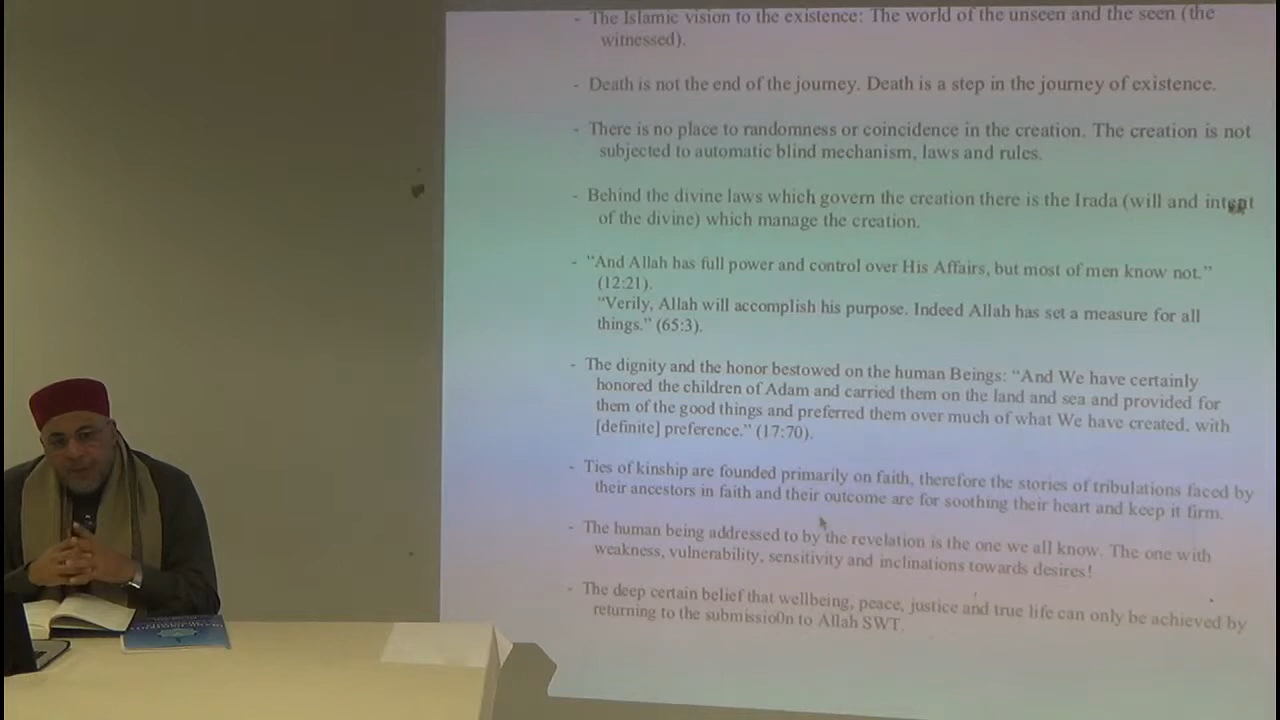 - The Islamic vision to the existence: The world of the unseen and the seen (the
witnessed).
- Death is not the end of the journey. Death is a step in the journey of existence.
- There is no place to randomness or coincidence in the creation. The creation is not
subjected to automatic blind mechanism, laws and rules.
- Behind the divine laws which govern the creation there is the Irada (will and intent
of the divine) which manage the creation.
- “And Allah has full power and control over His Affairs, but most of men know not.”
(12:21).
“Verily, Allah will accomplish his purpose. Indeed Allah has set a measure for all
things.” (65:3).
- The dignity and the honor bestowed on the human Beings: “And We have certainly
honored the children of Adam and carried them on the land and sea and provided for
them of the good things and preferred them over much of what We have created, with
[definite] preference.” (17:70).
- Ties of kinship are founded primarily on faith, therefore the stories of tribulations faced by
their ancestors in faith and their outcome are for soothing their heart and keep it firm.
- The human being addressed to by the revelation is the one we all know. The one with
weakness, vulnerability, sensitivity and inclinations towards desires!
- The deep certain belief that wellbeing, peace, justice and true life can only be achieved by
returning to the submissio0n to Allah SWT.